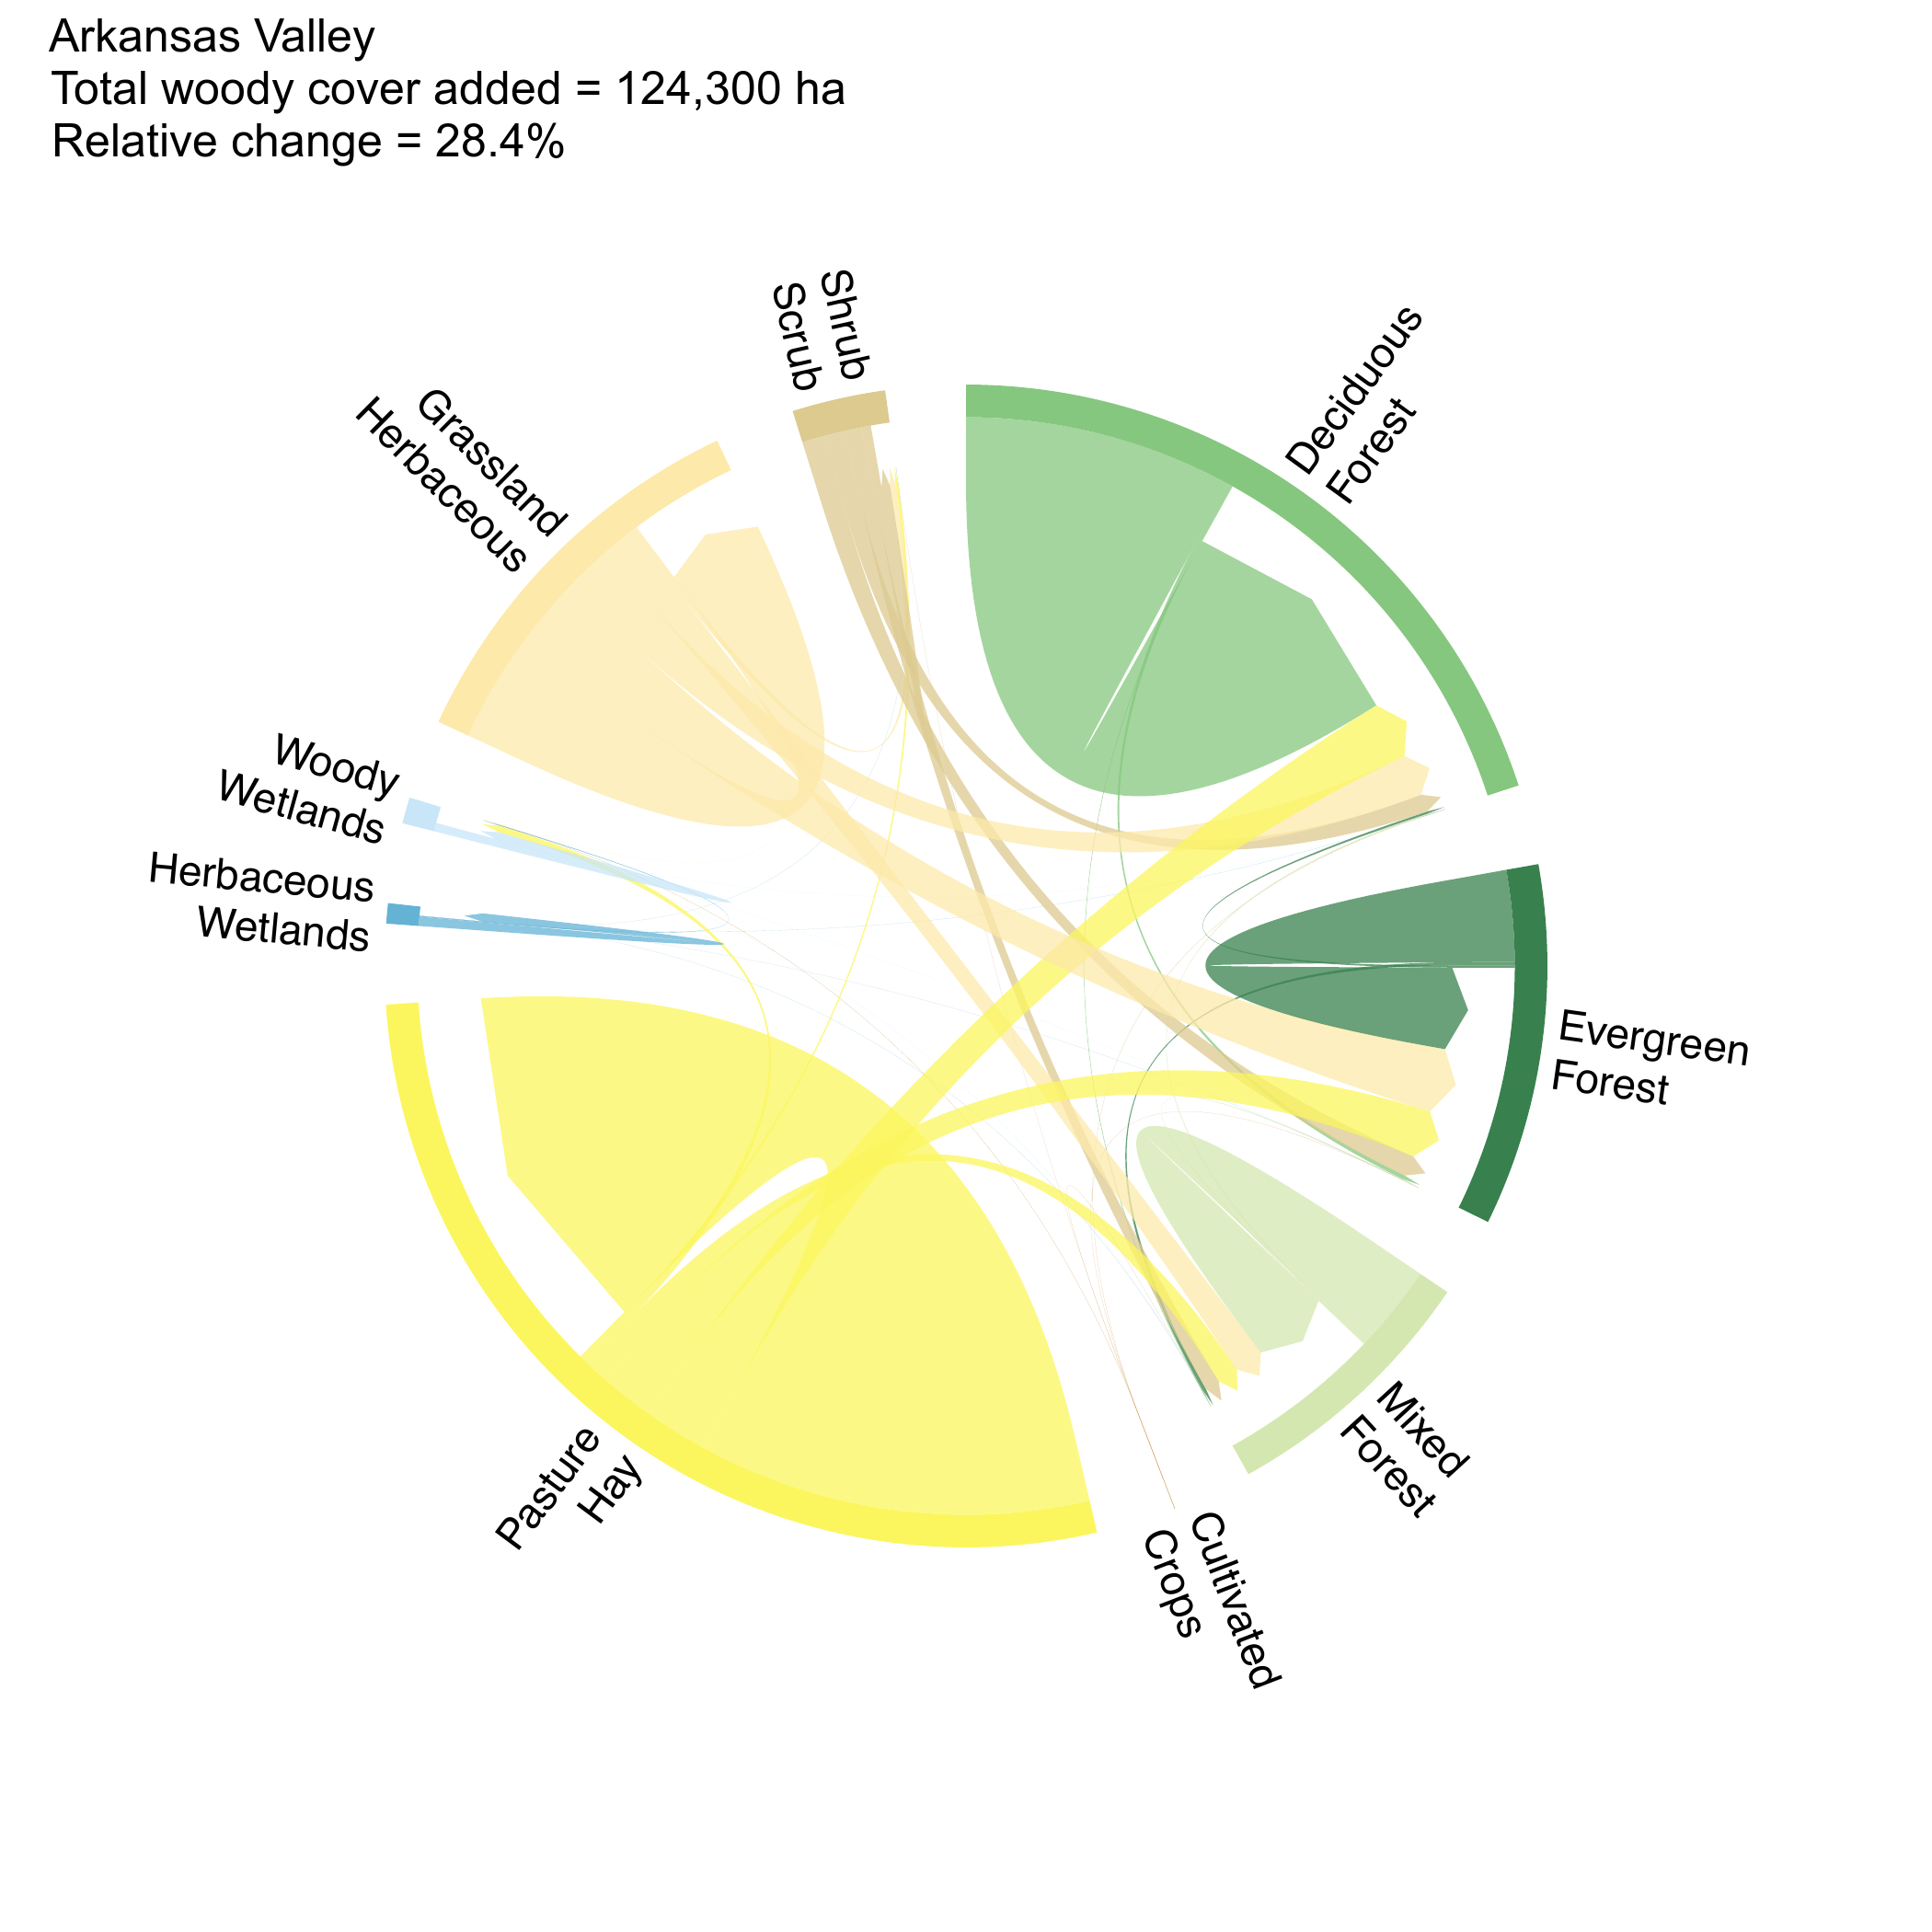 Arkansas Valley
Total woody cover added = 124,300 ha
Relative change = 28.4%
Shrub
Scrub
Deciduous
Forest
Grassland
Herbaceous
Woody
Wetlands
Herbaceous
Wetlands
Evergreen
Forest
Mixed
Forest
Pasture
Hay
Cultivated
Crops